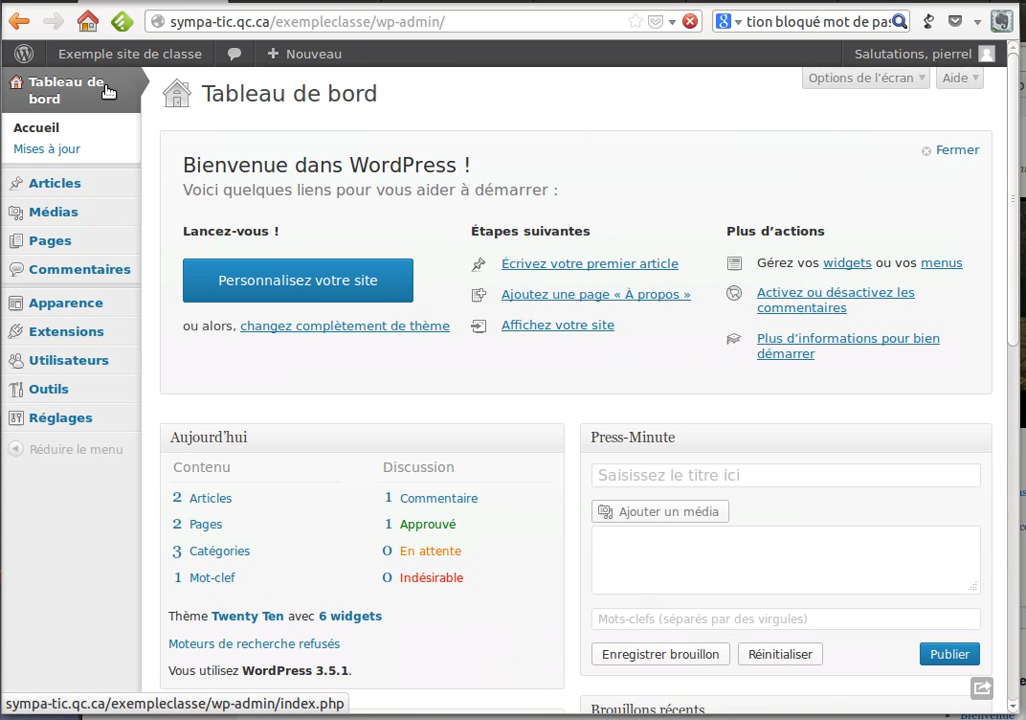 sympa-tic.qc.ca/exempleclasse/wp-admin/
tion bloqué mot de pas
Exemple site de classe
Nouveau
Salutations, pierrel
Tableau de
bord
Accueil
Mises à jour
Articles
Médias
Pages
Commentaires
Apparence
Extensions
Utilisateurs
Outils
Réglages
Réduire le menu
Options de l'écran
Aide
Tableau de bord
Fermer
Bienvenue dans WordPress !
Voici quelques liens pour vous aider à démarrer :
Lancez-vous !
Personnalisez votre site
ou alors, changez complètement de thème
Étapes suivantes
Écrivez votre premier article
Ajoutez une page « À propos »
Affichez votre site
Plus d'actions
Gérez vos widgets ou vos menus
Activez ou désactivez les
commentaires
Plus d'informations pour bien
démarrer
Aujourd'hui
Contenu
2 Articles
2 Pages
3 Catégories
1 Mot-clef
Discussion
1 Commentaire
1 Approuvé
0 En attente
0 Indésirable
Thème Twenty Ten avec 6 widgets
Moteurs de recherche refusés
Vous utilisez WordPress 3.5.1.
Press-Minute
Saisissez le titre ici
Ajouter un média
Mots-clefs (séparés par des virgules)
Enregistrer brouillon
Réinitialiser
Publier
Brouillons récents
sympa-tic.qc.ca/exempleclasse/wp-admin/index.php